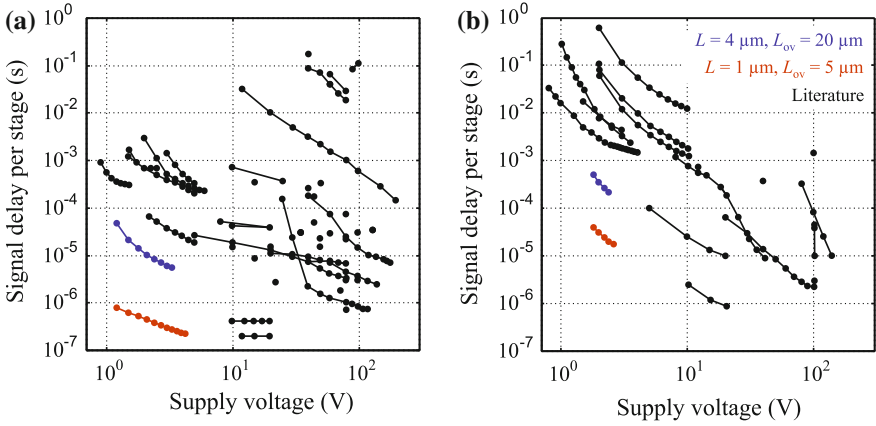 (a)
Signal delay per stage (s)
10^0
10^-1
10^-2
10^-3
10^-4
10^-5
10^-6
10^-7
10^0 10^1 10^2
Supply voltage (V)
(b)
L = 4 µm, L_ov = 20 µm
L = 1 µm, L_ov = 5 µm
Literature
Signal delay per stage (s)
10^0
10^-1
10^-2
10^-3
10^-4
10^-5
10^-6
10^-7
10^0 10^1 10^2
Supply voltage (V)